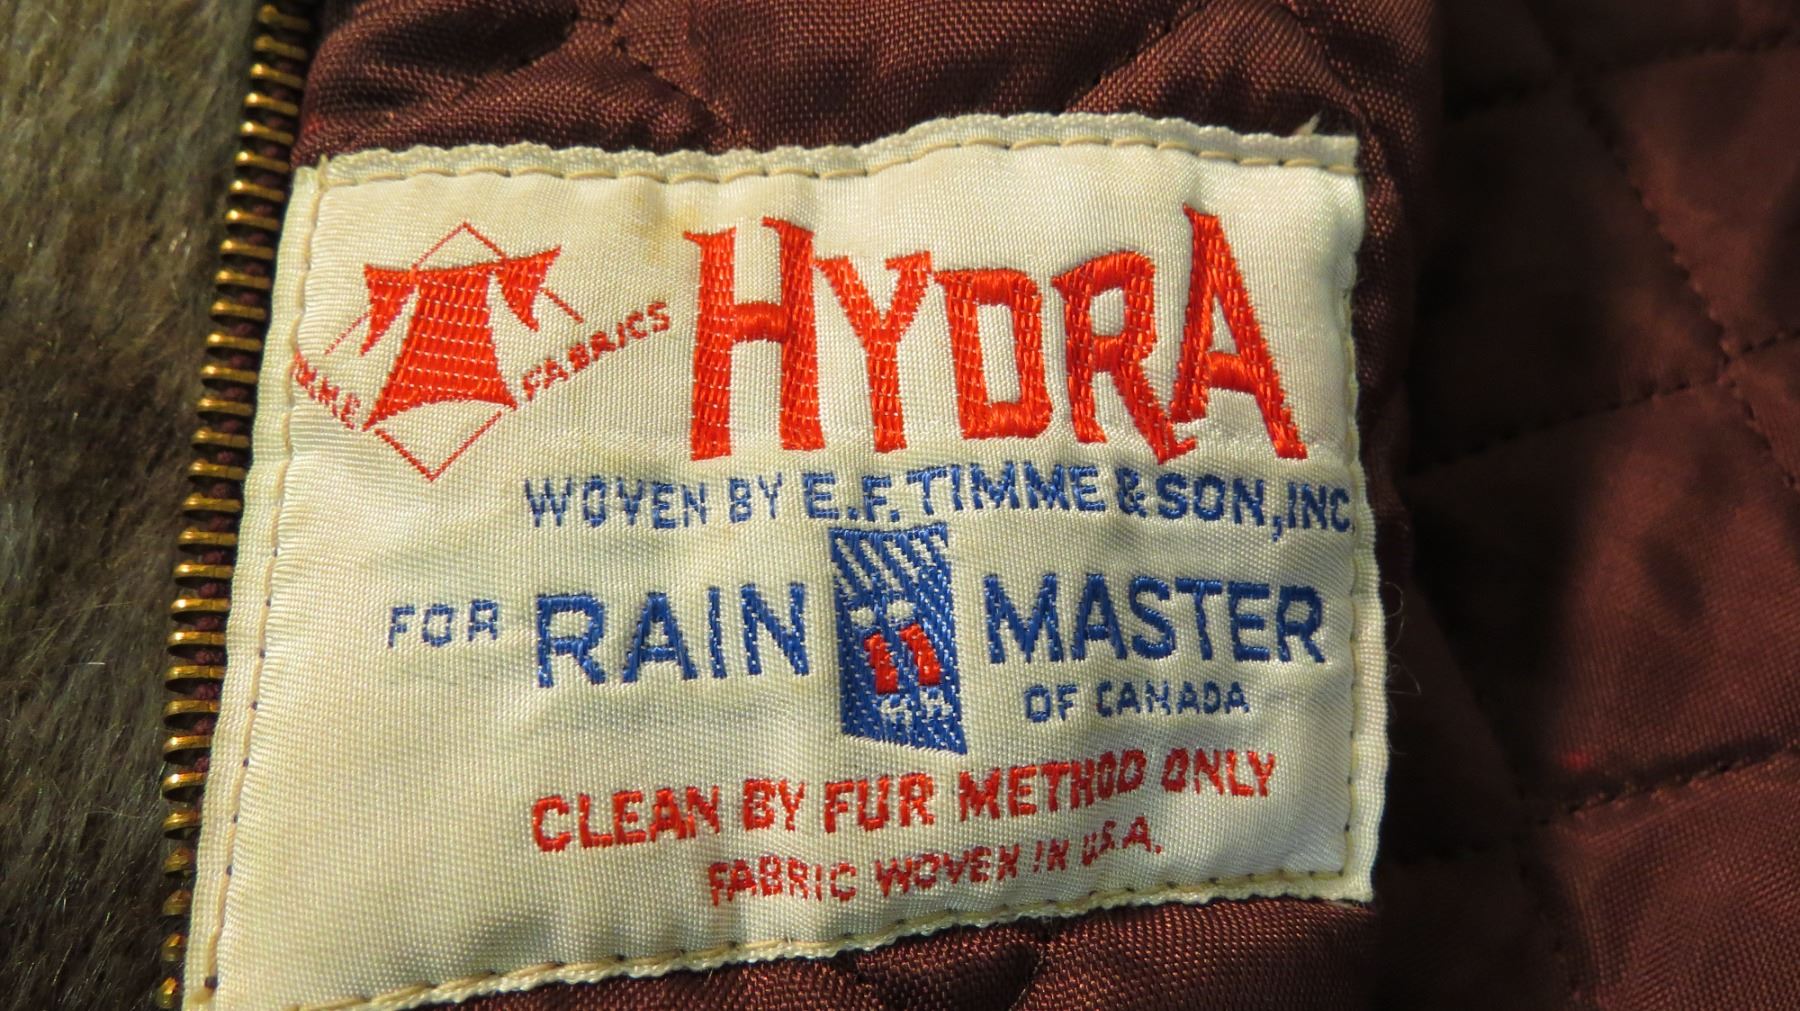 TIMME FABRICS
HYDRA
WOVEN BY E.F. TIMME & SON, INC.
FOR RAIN MASTER
OF CANADA
CLEAN BY FUR METHOD ONLY
FABRIC WOVEN IN U.S.A.